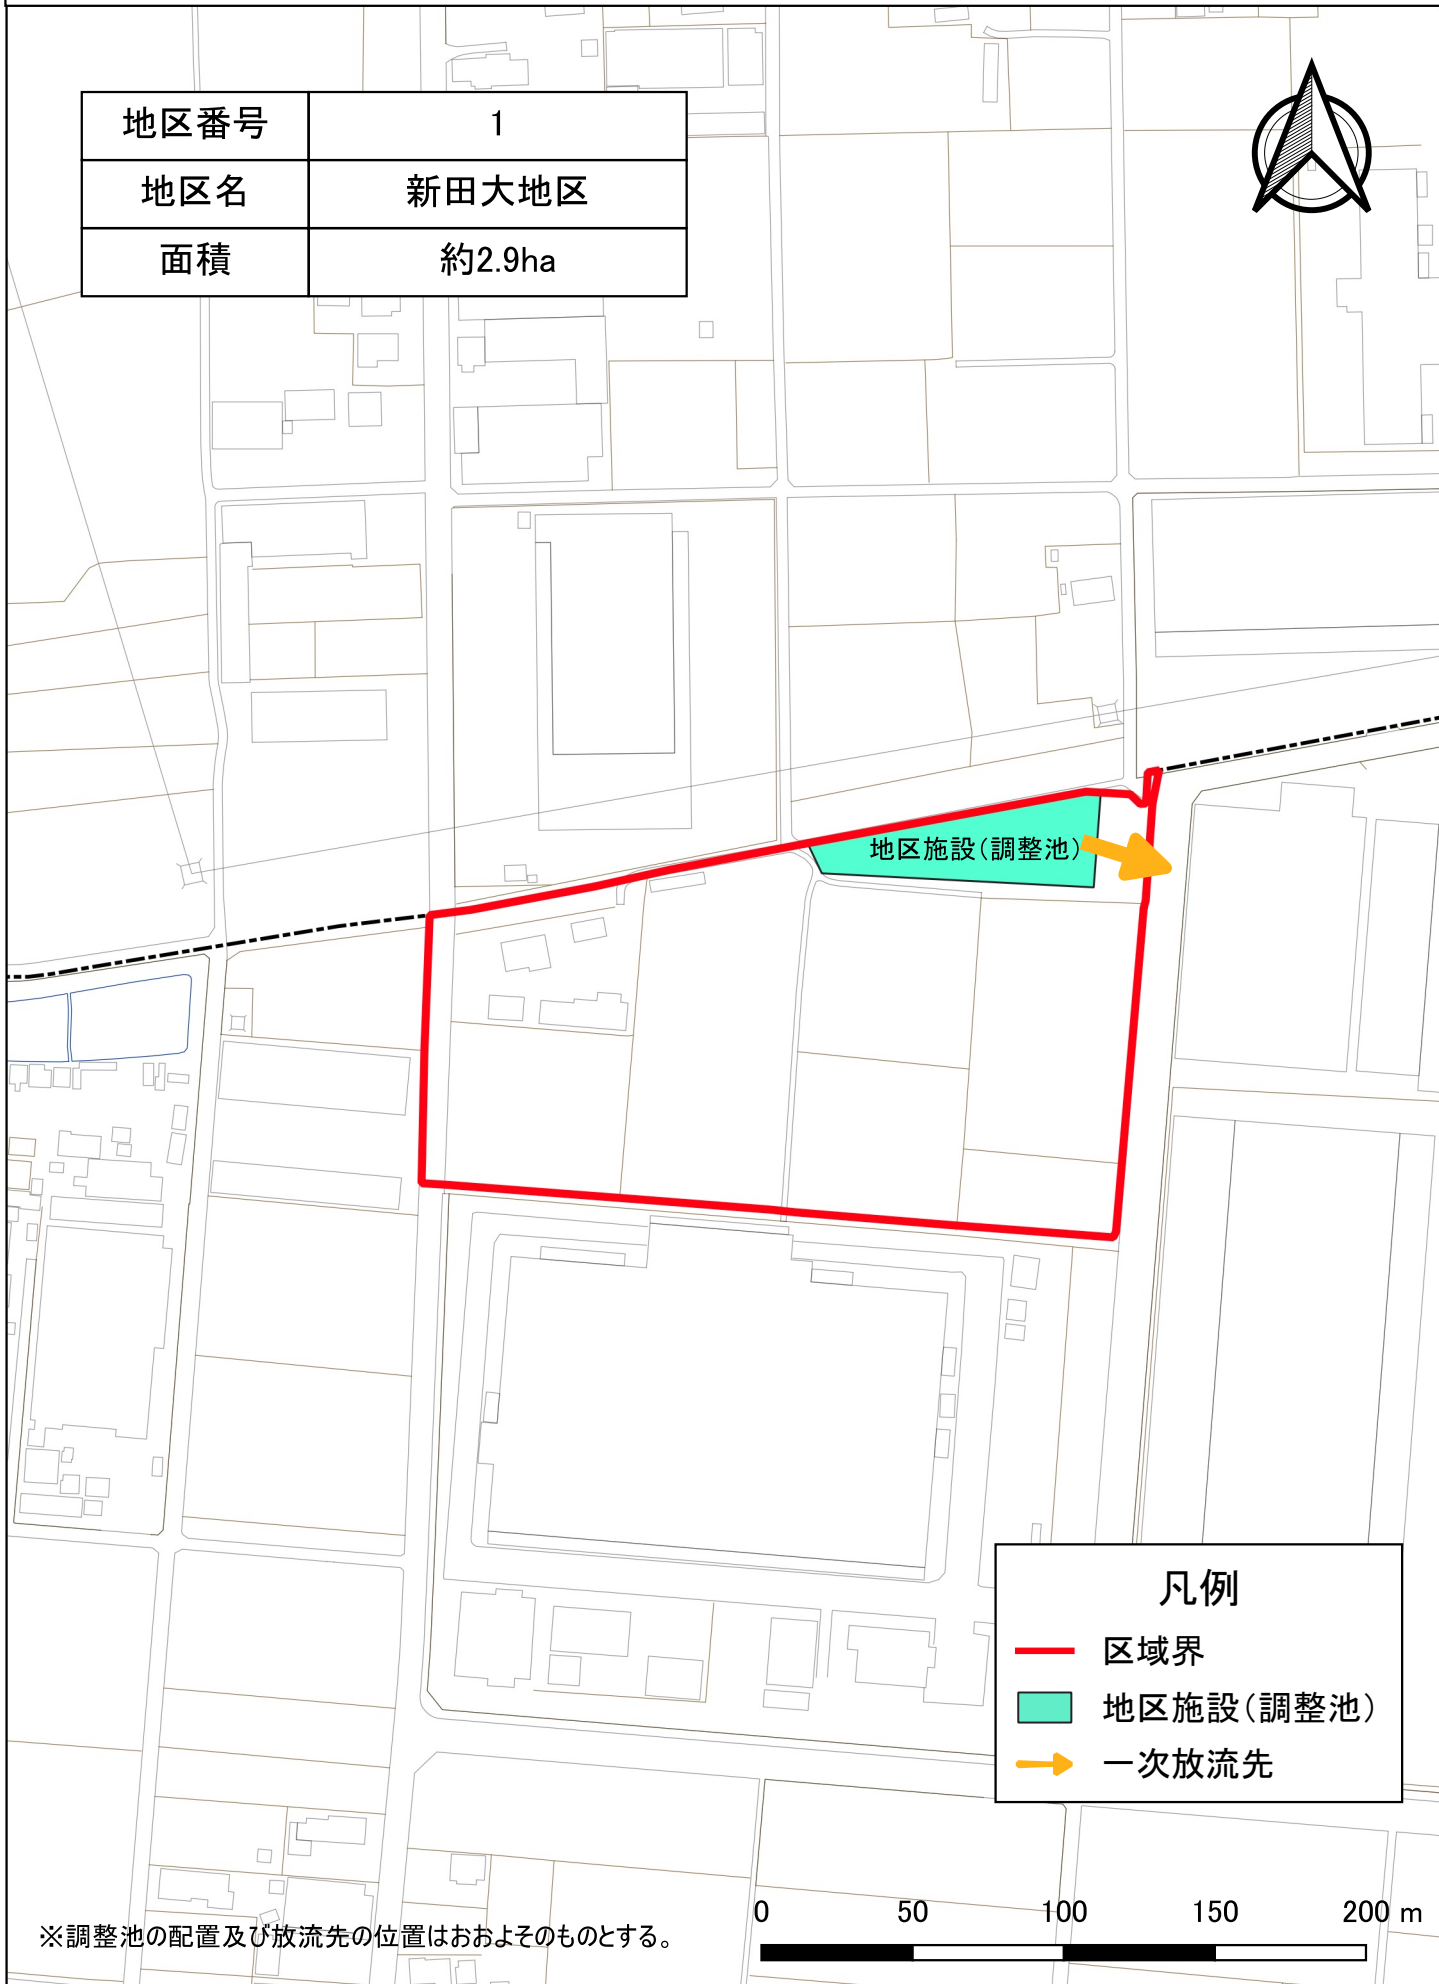 地区番号 1
地区名 新田大地区
面積 約2.9ha
地区施設(調整池)
凡例
区域界
地区施設(調整池)
一次放流先
0 50 100 150 200 m
※調整池の配置及び放流先の位置はおおよそのものとする。